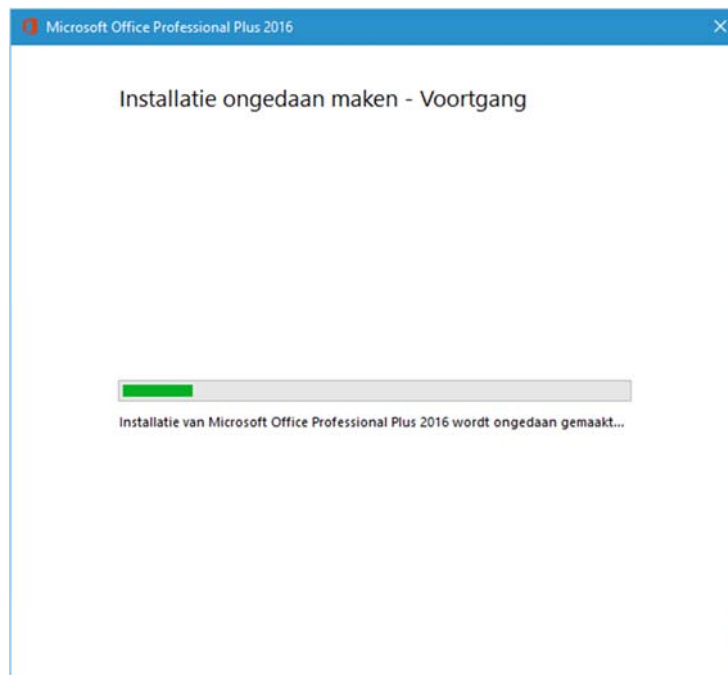 Microsoft Office Professional Plus 2016
Installatie ongedaan maken - Voortgang
Installatie van Microsoft Office Professional Plus 2016 wordt ongedaan gemaakt...